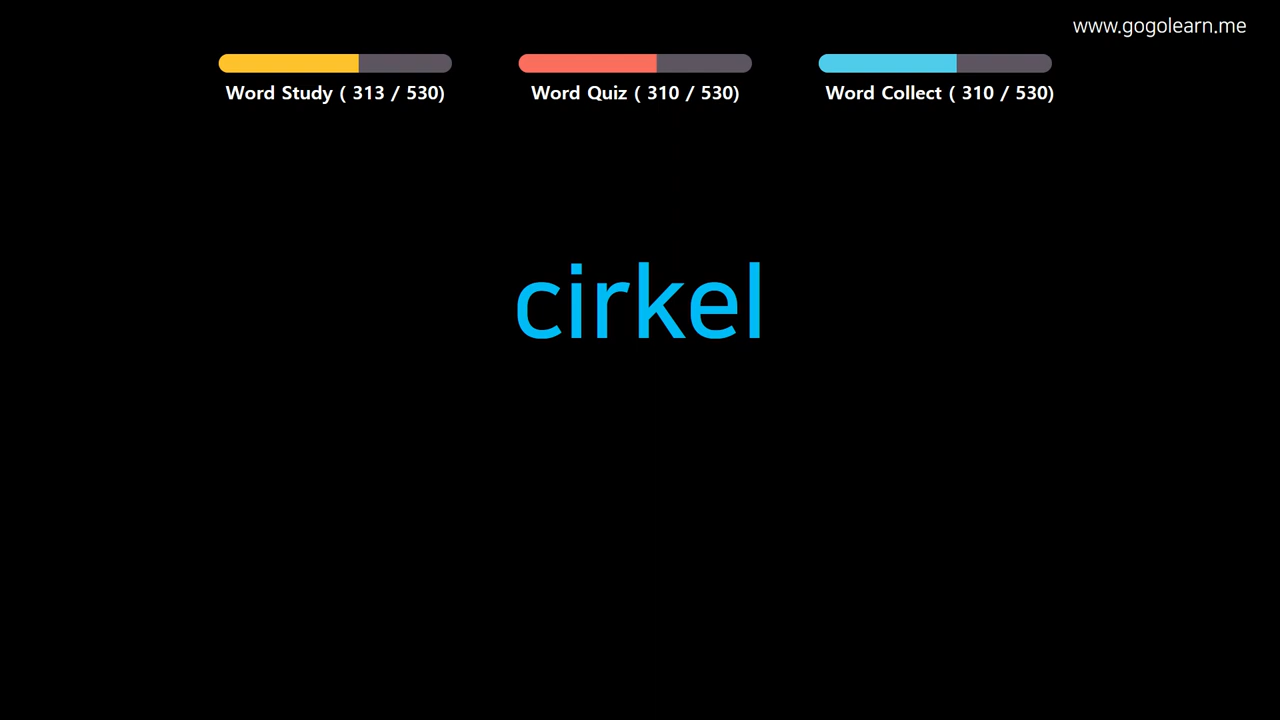 www.gogolearn.me
Word Study ( 313 / 530)
Word Quiz ( 310 / 530)
Word Collect ( 310 / 530)
cirkel